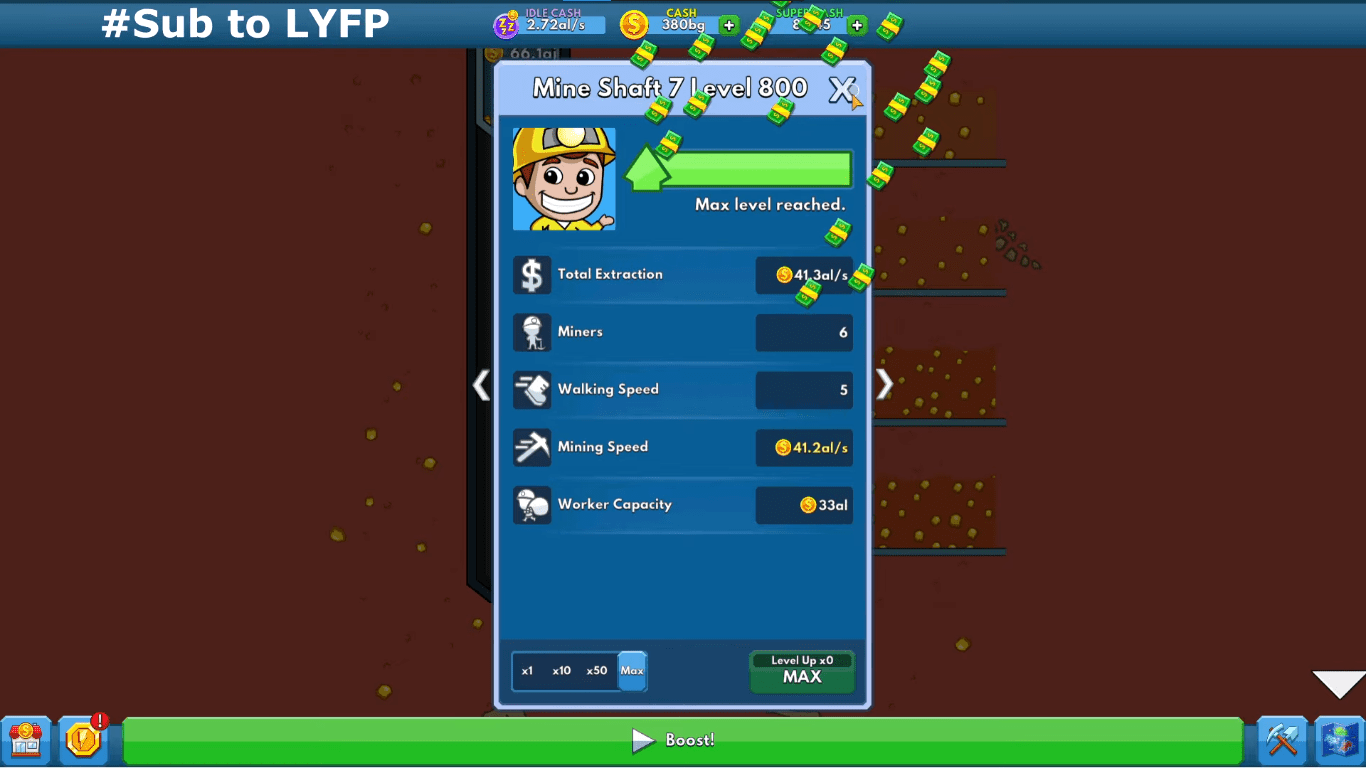 #Sub to LYFP
IDLE CASH
2.72al/s
CASH
380bg
66.1aj
Mine Shaft 7 Level 800
X
Max level reached.
Total Extraction
41.3al/s
Miners
6
Walking Speed
5
Mining Speed
41.2al/s
Worker Capacity
33al
x1 x10 x50 Max
Level Up x0
MAX
Boost!